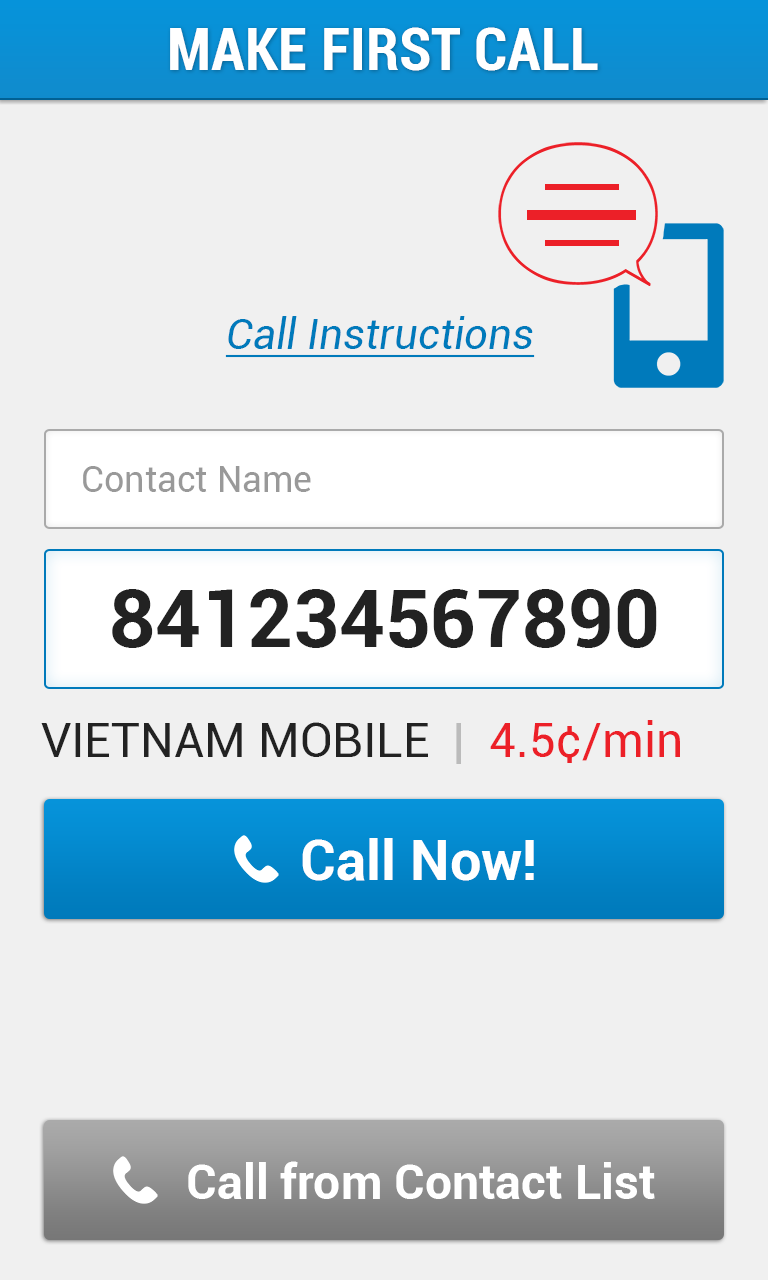 MAKE FIRST CALL
Call Instructions
Contact Name
841234567890
VIETNAM MOBILE | 4.5¢/min
Call Now!
Call from Contact List